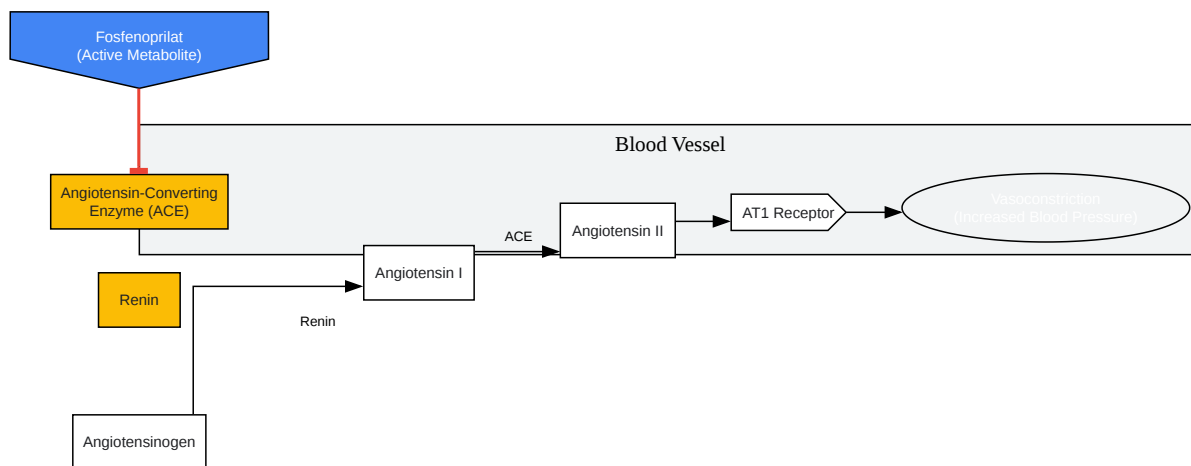 Fosfenoprilat
(Active Metabolite)
Blood Vessel
Angiotensin-Converting
Enzyme (ACE)
Vasoconstriction
(Increased Blood Pressure)
AT1 Receptor
Angiotensin II
ACE
Angiotensin I
Renin
Renin
Angiotensinogen